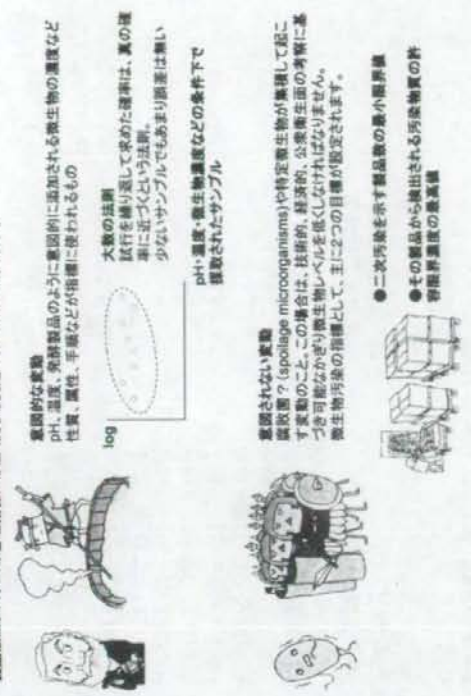 意図的な変動
pH、温度、発酵製品のように意図的に添加される微生物の濃度など
性質、属性、手順などが指標に使われるもの
log
大数の法則
試行を繰り返して求めた確率は、真の確
率に近づくという法則。
少ないサンプルでもあまり誤差は無い
pH・温度・微生物濃度などの条件下で
採取されたサンプル
意図されない変動
腐敗菌？(spoilage microorganisms)や特定微生物が集積して起こ
す変動のこと。この場合は、技術的、経済的、公衆衛生面の考察に基
づき可能なかぎり微生物レベルを低くしなければなりません。
微生物汚染の指標として、主に2つの目標が設定されます。
●二次汚染を示す製品数の最小限界値
●その製品から検出される汚染物質の許
容限界濃度の最高値